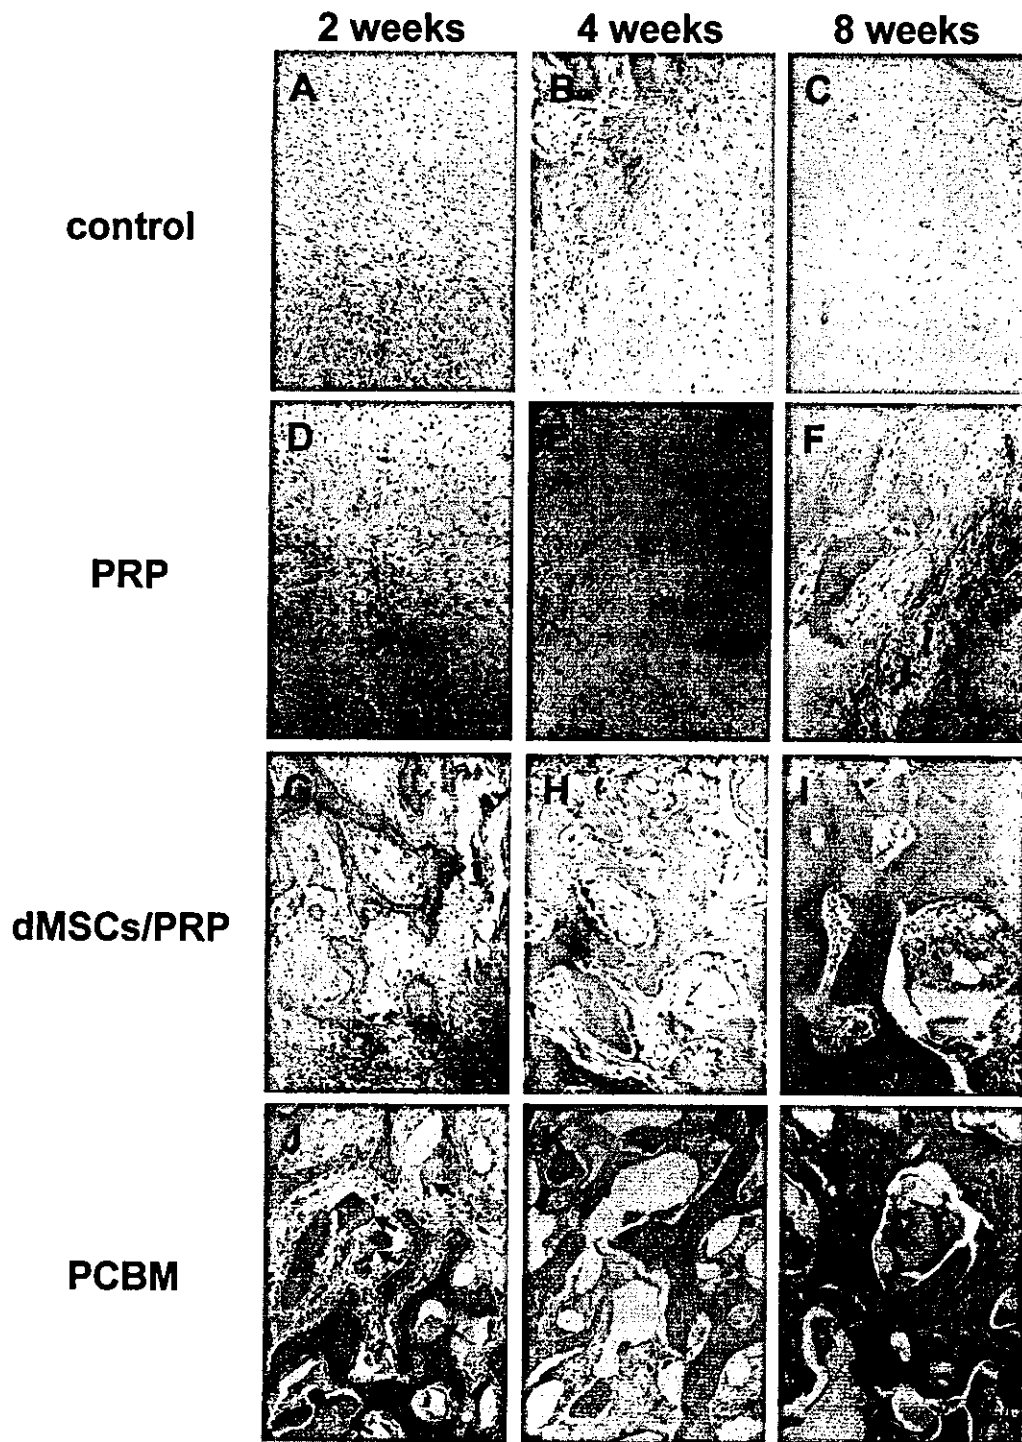 2 weeks 4 weeks 8 weeks
control
A B C
PRP
D E F
dMSCs/PRP
G H I
PCBM
J K